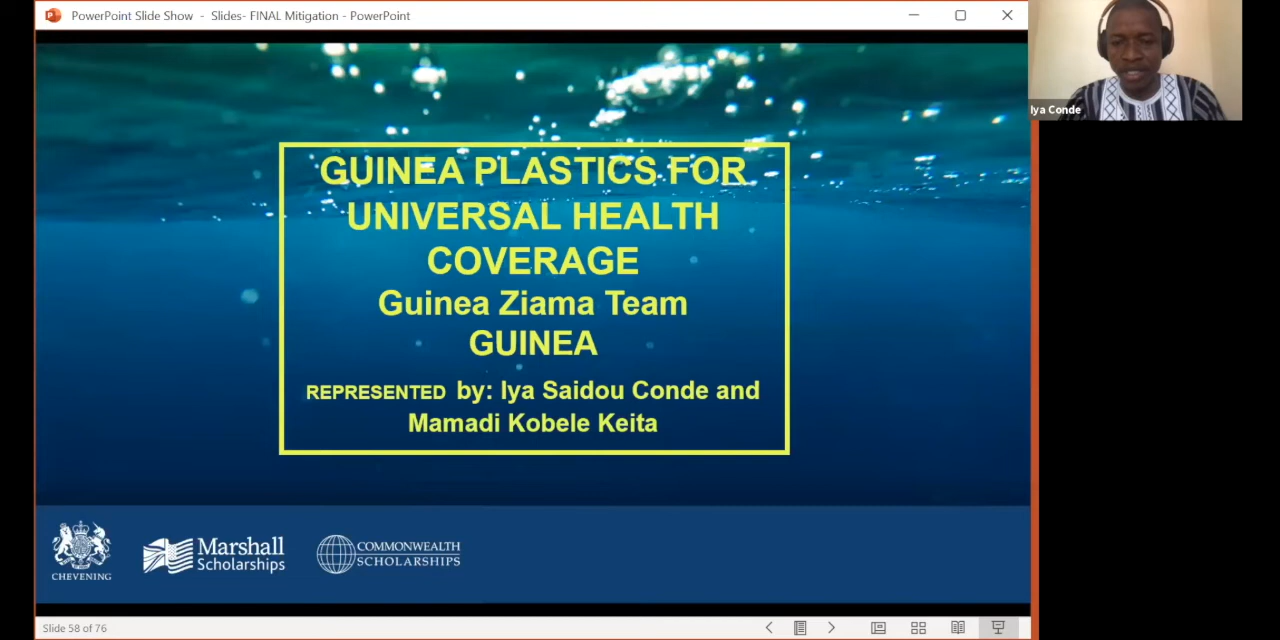 PowerPoint Slide Show - Slides- FINAL Mitigation - PowerPoint
GUINEA PLASTICS FOR
UNIVERSAL HEALTH
COVERAGE
Guinea Ziama Team
GUINEA
REPRESENTED by: Iya Saidou Conde and
Mamadi Kobele Keita
Iya Conde
CHEVENING
Marshall
Scholarships
COMMONWEALTH
SCHOLARSHIPS
Slide 58 of 76